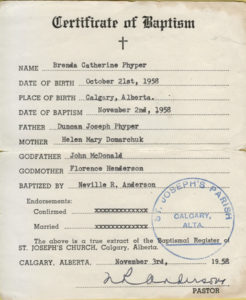 Certificate of Baptism
NAME Brenda Catherine Phyper
DATE OF BIRTH October 21st, 1958
PLACE OF BIRTH Calgary, Alberta.
DATE OF BAPTISM November 2nd, 1958
FATHER Duncan Joseph Phyper
MOTHER Helen Mary Domarchuk
GODFATHER John McDonald
GODMOTHER Florence Henderson
BAPTIZED BY Neville R. Anderson
Endorsements:
Confirmed xxxxxxxxxxxxx
Married xxxxxxxxxxxxx
The above is a true extract of the Baptismal Register of
ST. JOSEPH'S CHURCH, Calgary, Alberta.
CALGARY, ALBERTA. November 3rd, 1958
N R Anderson
PASTOR
ST. JOSEPH'S PARISH
CALGARY,
ALTA.